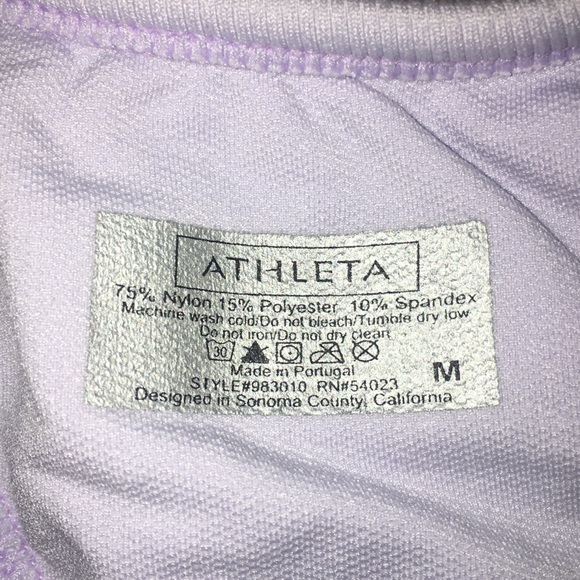 ATHLETA
75% Nylon 15% Polyester 10% Spandex
Machine wash cold/Do not bleach/Tumble dry low
Do not iron/Do not dry clean
30
Made in Portugal
STYLE#983010 RN#54023
M
Designed in Sonoma County, California